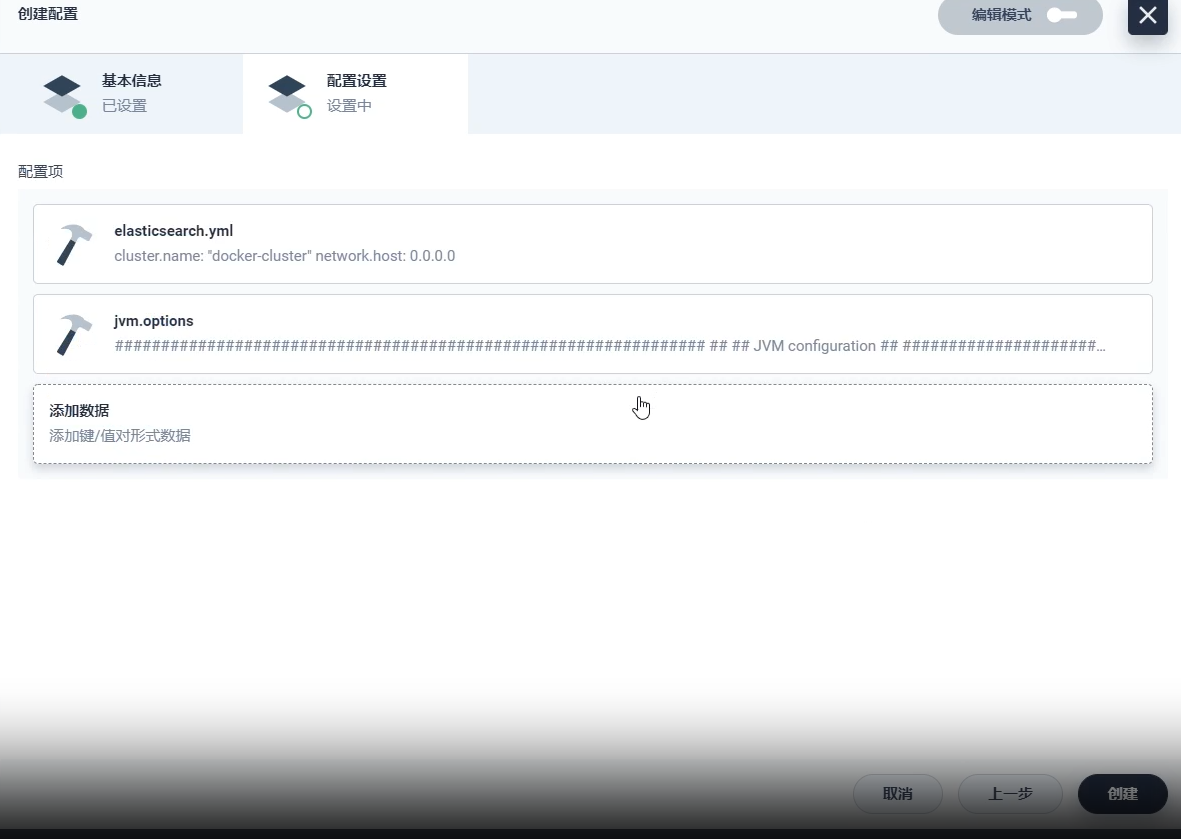 创建配置
编辑模式
基本信息
已设置
配置设置
设置中
配置项
elasticsearch.yml
cluster.name: "docker-cluster" network.host: 0.0.0.0
jvm.options
################################################################ ## ## JVM configuration ## #####################...
添加数据
添加键/值对形式数据
取消
上一步
创建